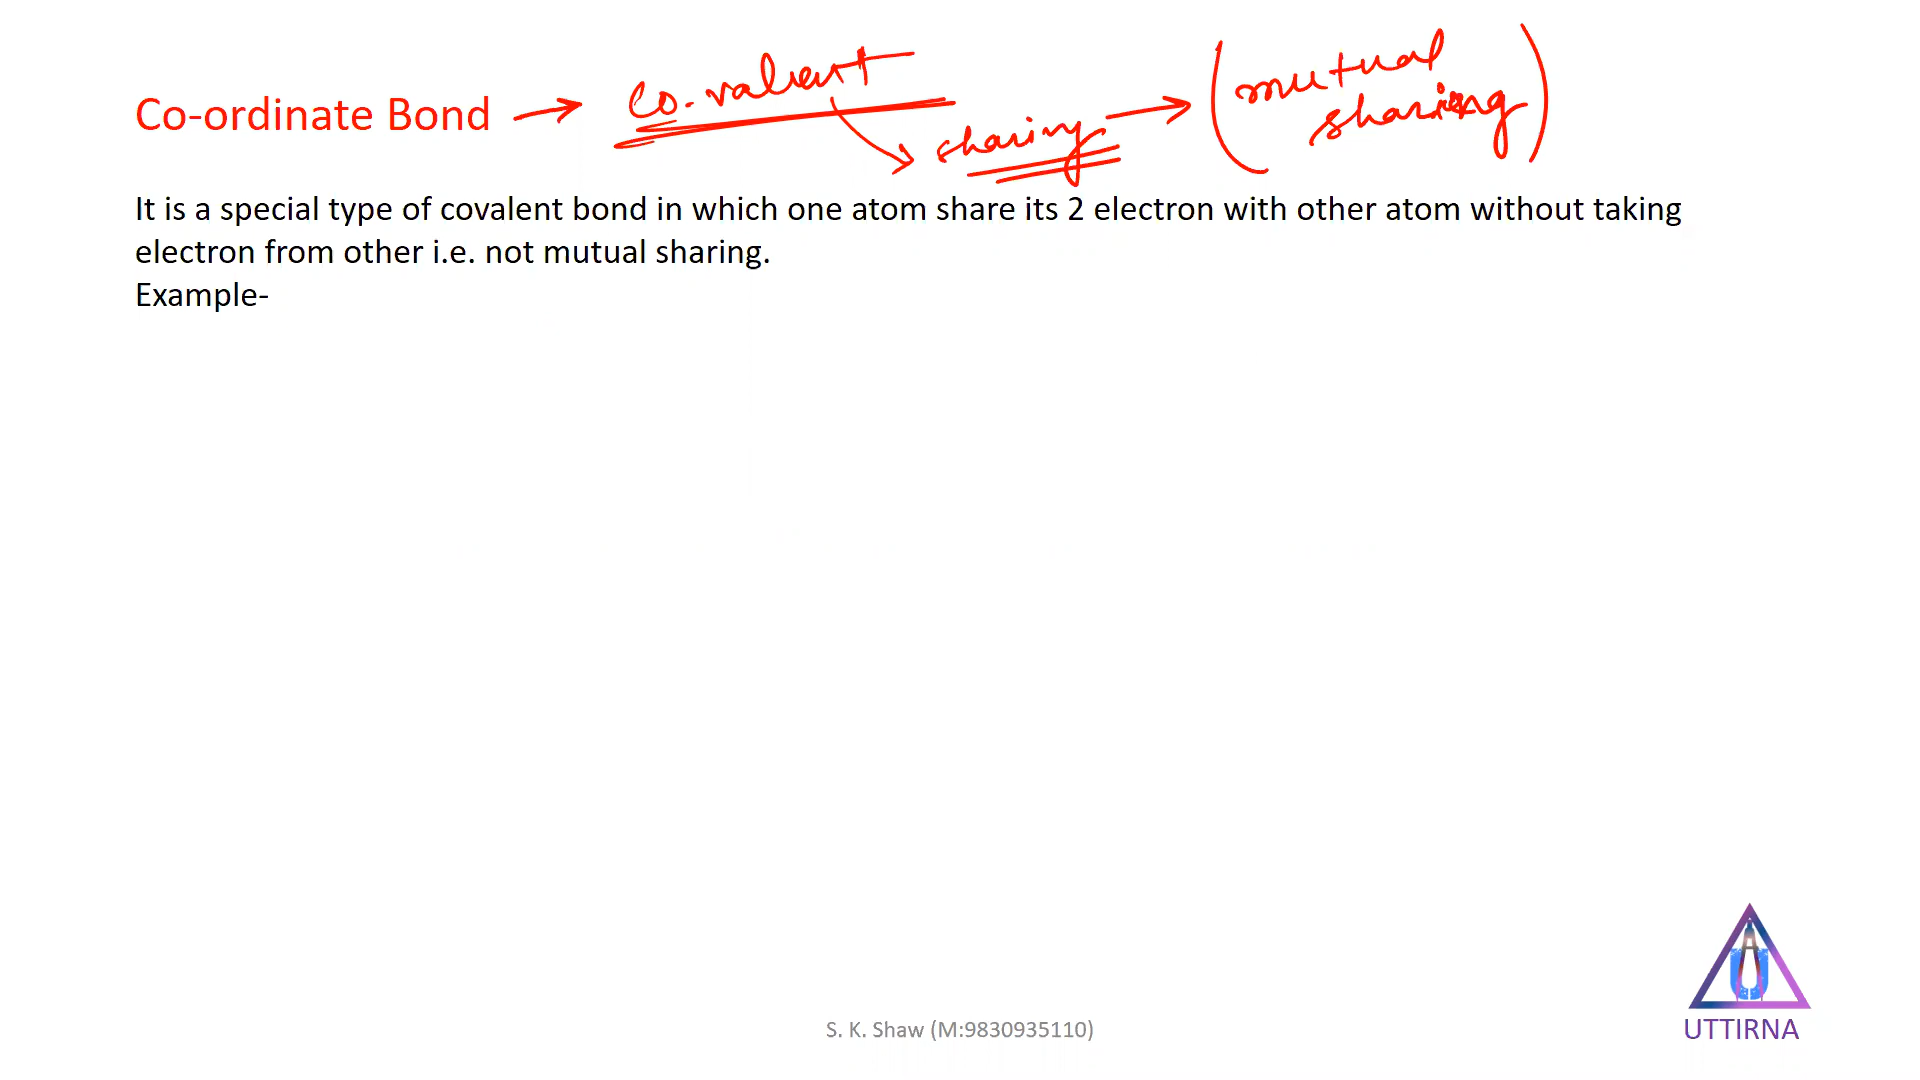 Co-ordinate Bond → co-valent
sharing → (mutual sharing)
It is a special type of covalent bond in which one atom share its 2 electron with other atom without taking
electron from other i.e. not mutual sharing.
Example-
S. K. Shaw (M:9830935110)
UTTIRNA